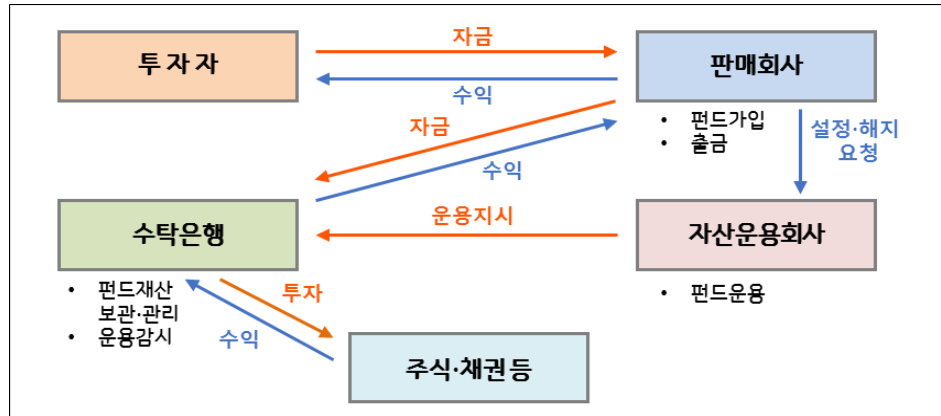 투 자 자
자금
수익
판매회사
• 펀드가입
• 출금
설정·해지
요청
자금
수익
수탁은행
운용지시
자산운용회사
• 펀드재산
보관·관리
• 운용감시
• 펀드운용
투자
수익
주식·채권 등